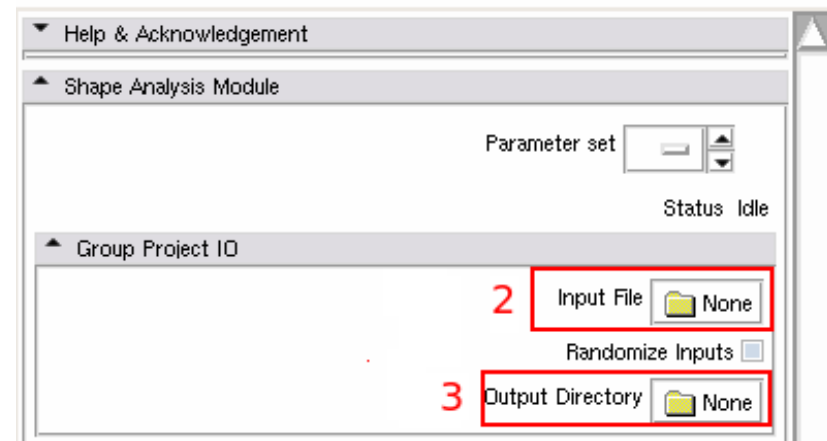 Help & Acknowledgement
Shape Analysis Module
Parameter set
Status Idle
Group Project IO
2 Input File None
Randomize Inputs
3 Output Directory None